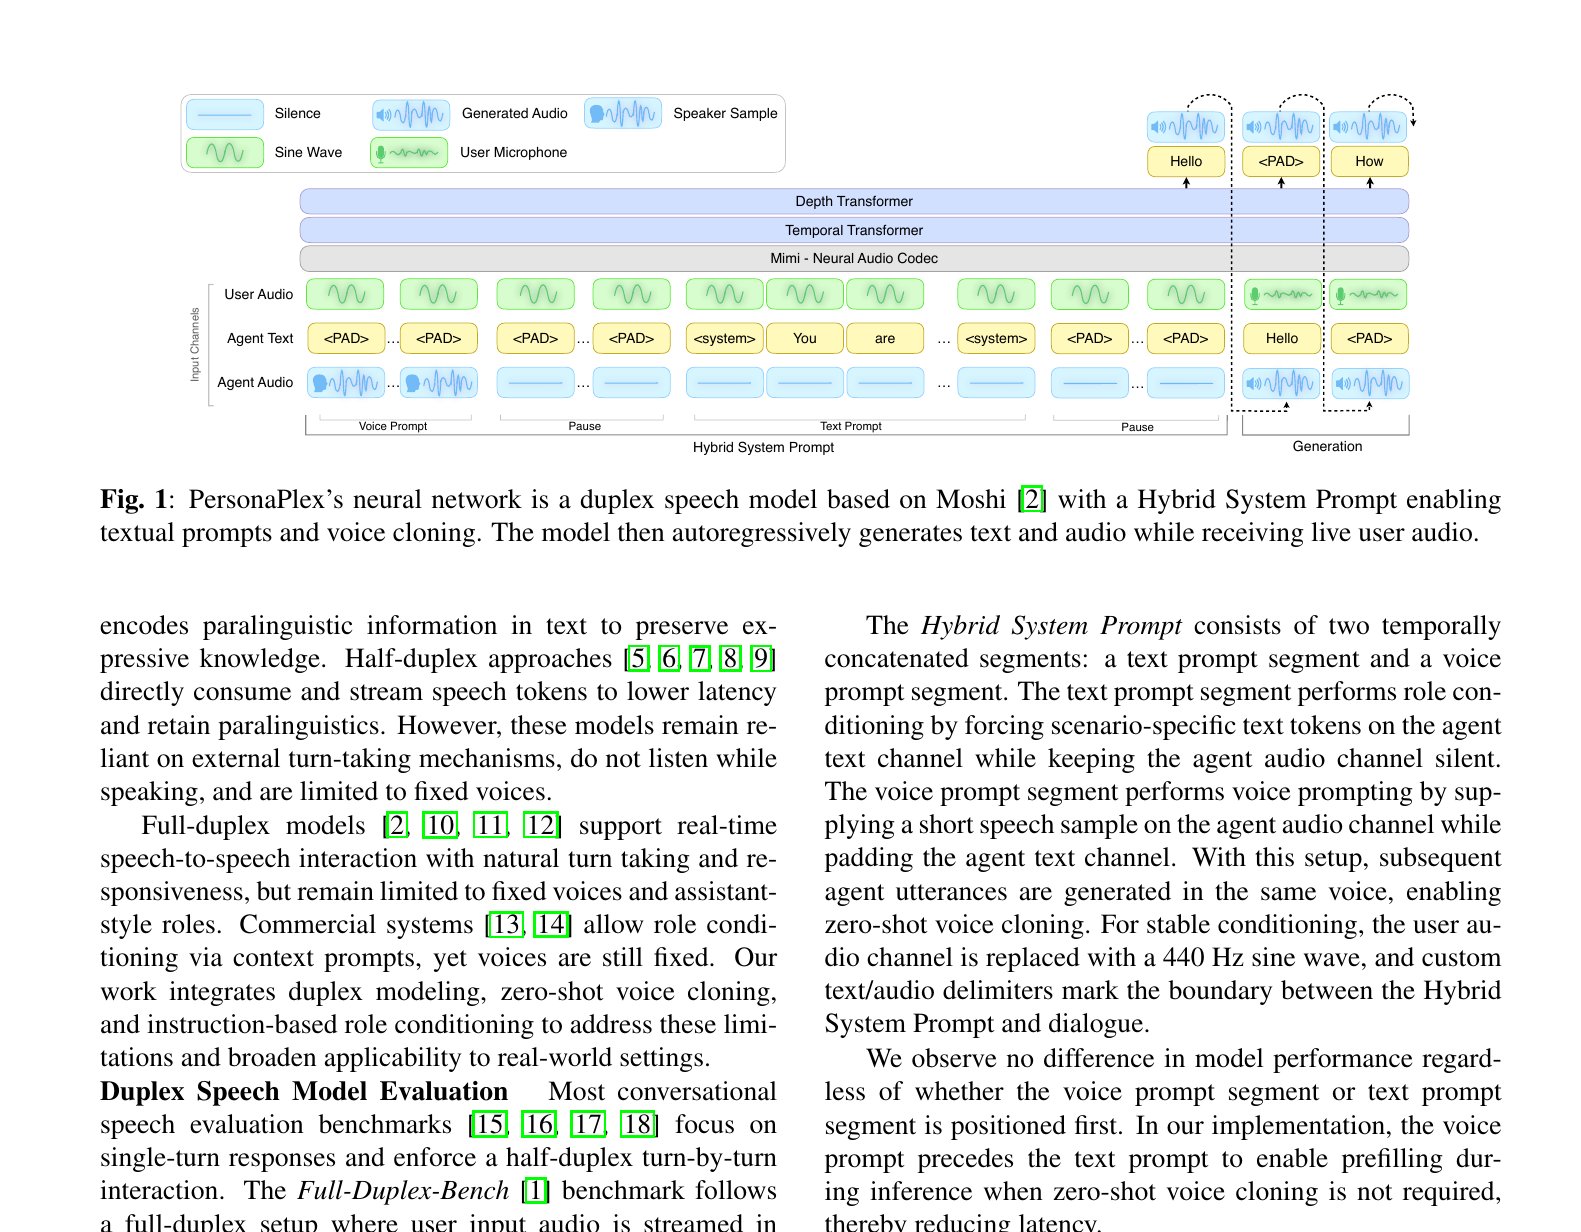 Silence
Generated Audio
Speaker Sample
Sine Wave
User Microphone
Hello
<PAD>
How
Depth Transformer
Temporal Transformer
Mimi - Neural Audio Codec
Input Channels
User Audio
Agent Text
<PAD> ... <PAD> <PAD> ... <PAD> <system> You are ... <system> <PAD> ... <PAD> Hello <PAD>
Agent Audio
... ... ... ...
Voice Prompt
Pause
Text Prompt
Pause
Hybrid System Prompt
Generation
Fig. 1: PersonaPlex's neural network is a duplex speech model based on Moshi [2] with a Hybrid System Prompt enabling
textual prompts and voice cloning. The model then autoregressively generates text and audio while receiving live user audio.
encodes paralinguistic information in text to preserve ex-
pressive knowledge. Half-duplex approaches [5, 6, 7, 8, 9]
directly consume and stream speech tokens to lower latency
and retain paralinguistics. However, these models remain re-
liant on external turn-taking mechanisms, do not listen while
speaking, and are limited to fixed voices.
Full-duplex models [2, 10, 11, 12] support real-time
speech-to-speech interaction with natural turn taking and re-
sponsiveness, but remain limited to fixed voices and assistant-
style roles. Commercial systems [13, 14] allow role condi-
tioning via context prompts, yet voices are still fixed. Our
work integrates duplex modeling, zero-shot voice cloning,
and instruction-based role conditioning to address these limi-
tations and broaden applicability to real-world settings.
Duplex Speech Model Evaluation Most conversational
speech evaluation benchmarks [15, 16, 17, 18] focus on
single-turn responses and enforce a half-duplex turn-by-turn
interaction. The Full-Duplex-Bench [1] benchmark follows
a full-duplex setup where user input audio is streamed in
The Hybrid System Prompt consists of two temporally
concatenated segments: a text prompt segment and a voice
prompt segment. The text prompt segment performs role con-
ditioning by forcing scenario-specific text tokens on the agent
text channel while keeping the agent audio channel silent.
The voice prompt segment performs voice prompting by sup-
plying a short speech sample on the agent audio channel while
padding the agent text channel. With this setup, subsequent
agent utterances are generated in the same voice, enabling
zero-shot voice cloning. For stable conditioning, the user au-
dio channel is replaced with a 440 Hz sine wave, and custom
text/audio delimiters mark the boundary between the Hybrid
System Prompt and dialogue.
We observe no difference in model performance regard-
less of whether the voice prompt segment or text prompt
segment is positioned first. In our implementation, the voice
prompt precedes the text prompt to enable prefilling dur-
ing inference when zero-shot voice cloning is not required,
thereby reducing latency.